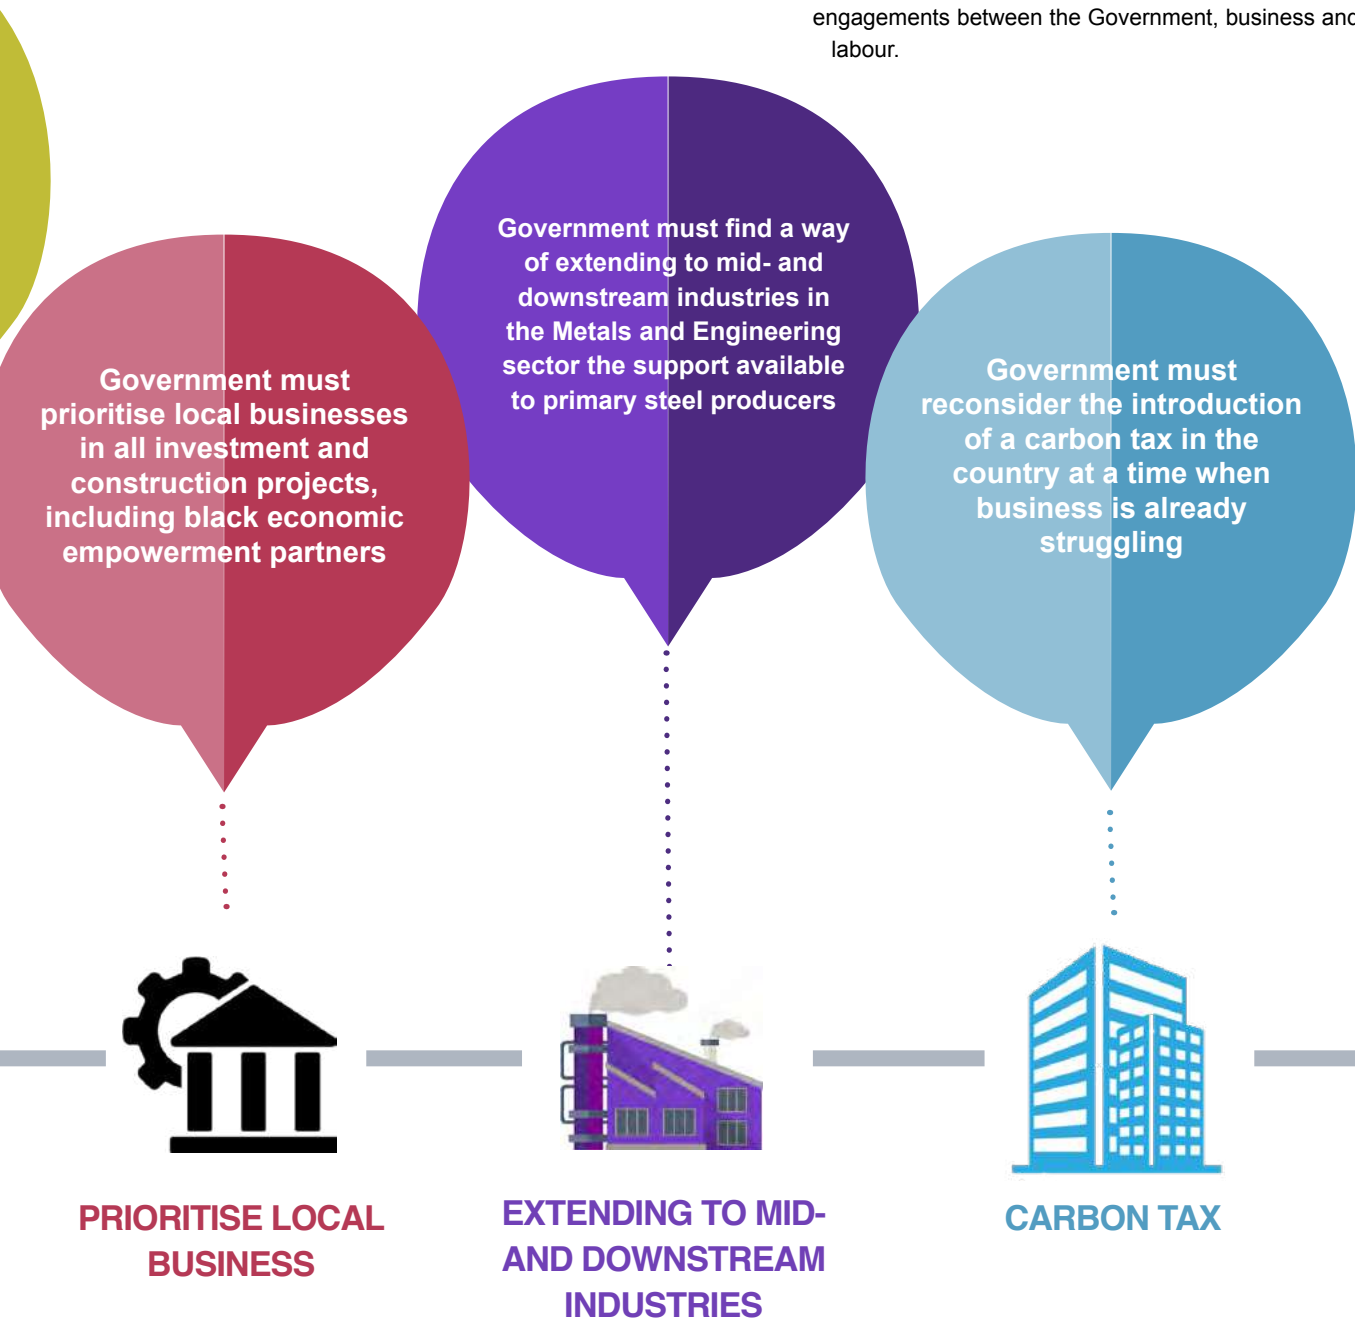 engagements between the Government, business and
labour.
Government must
prioritise local businesses
in all investment and
construction projects,
including black economic
empowerment partners
Government must find a way
of extending to mid- and
downstream industries in
the Metals and Engineering
sector the support available
to primary steel producers
Government must
reconsider the introduction
of a carbon tax in the
country at a time when
business is already
struggling
PRIORITISE LOCAL
BUSINESS
EXTENDING TO MID-
AND DOWNSTREAM
INDUSTRIES
CARBON TAX